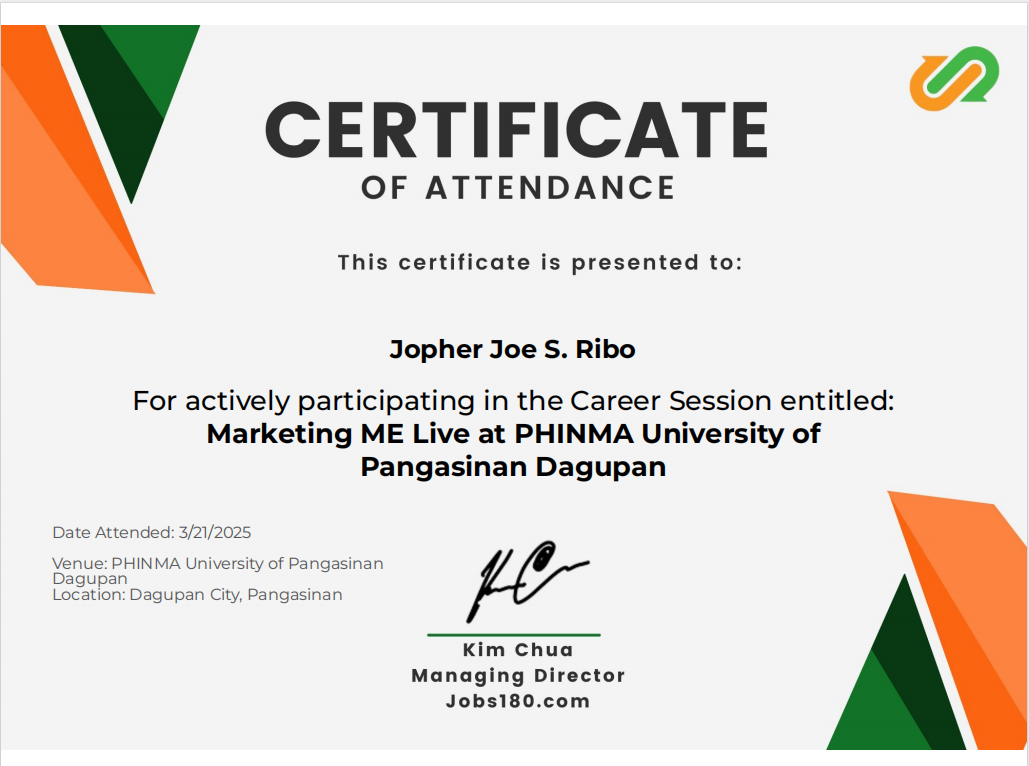 CERTIFICATE
OF ATTENDANCE
This certificate is presented to:
Jopher Joe S. Ribo
For actively participating in the Career Session entitled:
Marketing ME Live at PHINMA University of
Pangasinan Dagupan
Date Attended: 3/21/2025
Venue: PHINMA University of Pangasinan
Dagupan
Location: Dagupan City, Pangasinan
Kim Chua
Managing Director
Jobs180.com